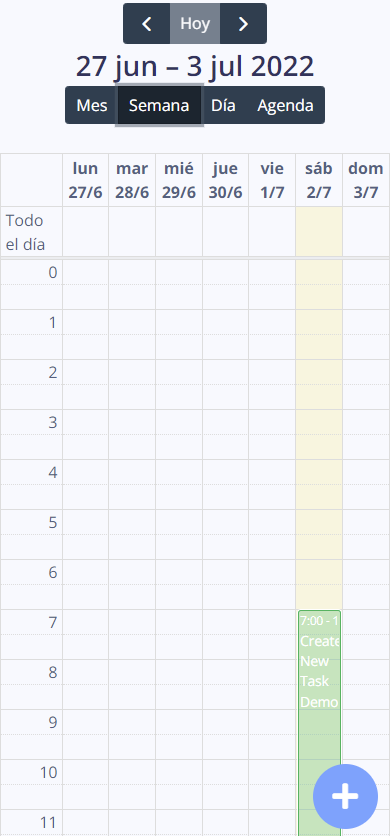 Hoy
27 jun – 3 jul 2022
Mes Semana Día Agenda
lun mar mié jue vie sáb dom
27/6 28/6 29/6 30/6 1/7 2/7 3/7
Todo
el día
0
1
2
3
4
5
6
7
7:00 - 1
Create
New
Task
Demo
8
9
10
11